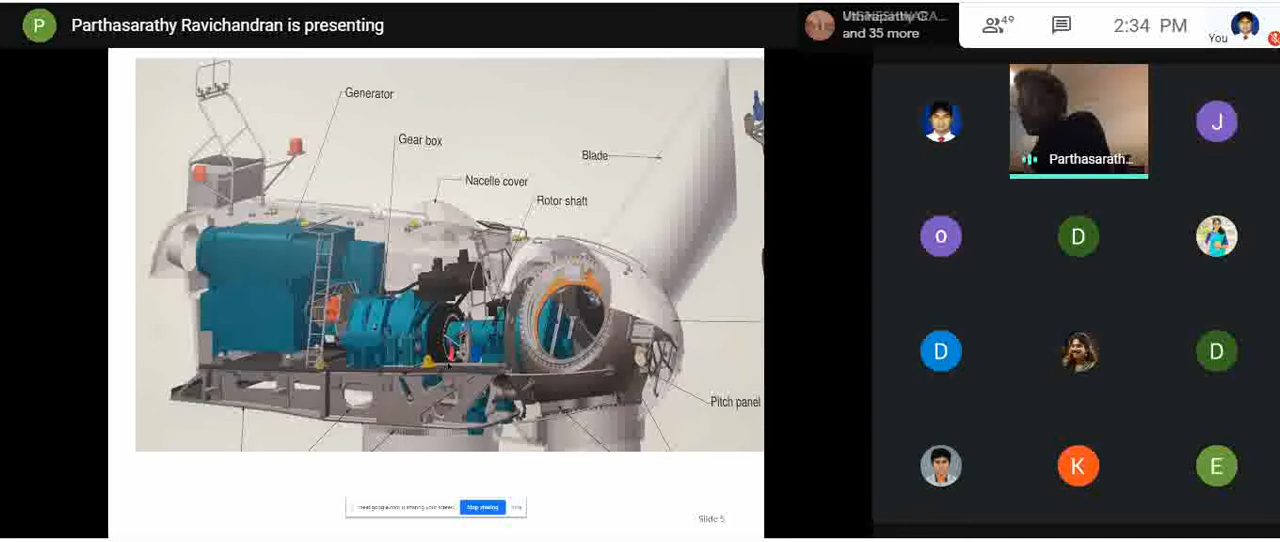 P
Parthasarathy Ravichandran is presenting
and 35 more
49
2:34 PM
You
Generator
Gear box
Blade
Nacelle cover
Rotor shaft
Pitch panel
Stop sharing
Slide 5
Parthasarath...
J
O
D
D
D
K
E